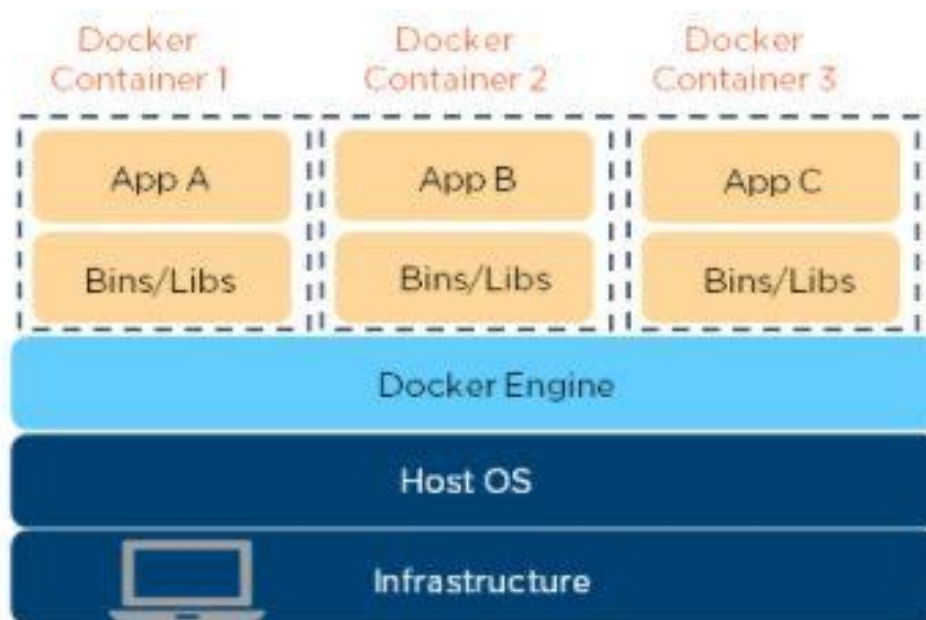 Docker
Container 1
Docker
Container 2
Docker
Container 3
App A
App B
App C
Bins/Libs
Bins/Libs
Bins/Libs
Docker Engine
Host OS
Infrastructure